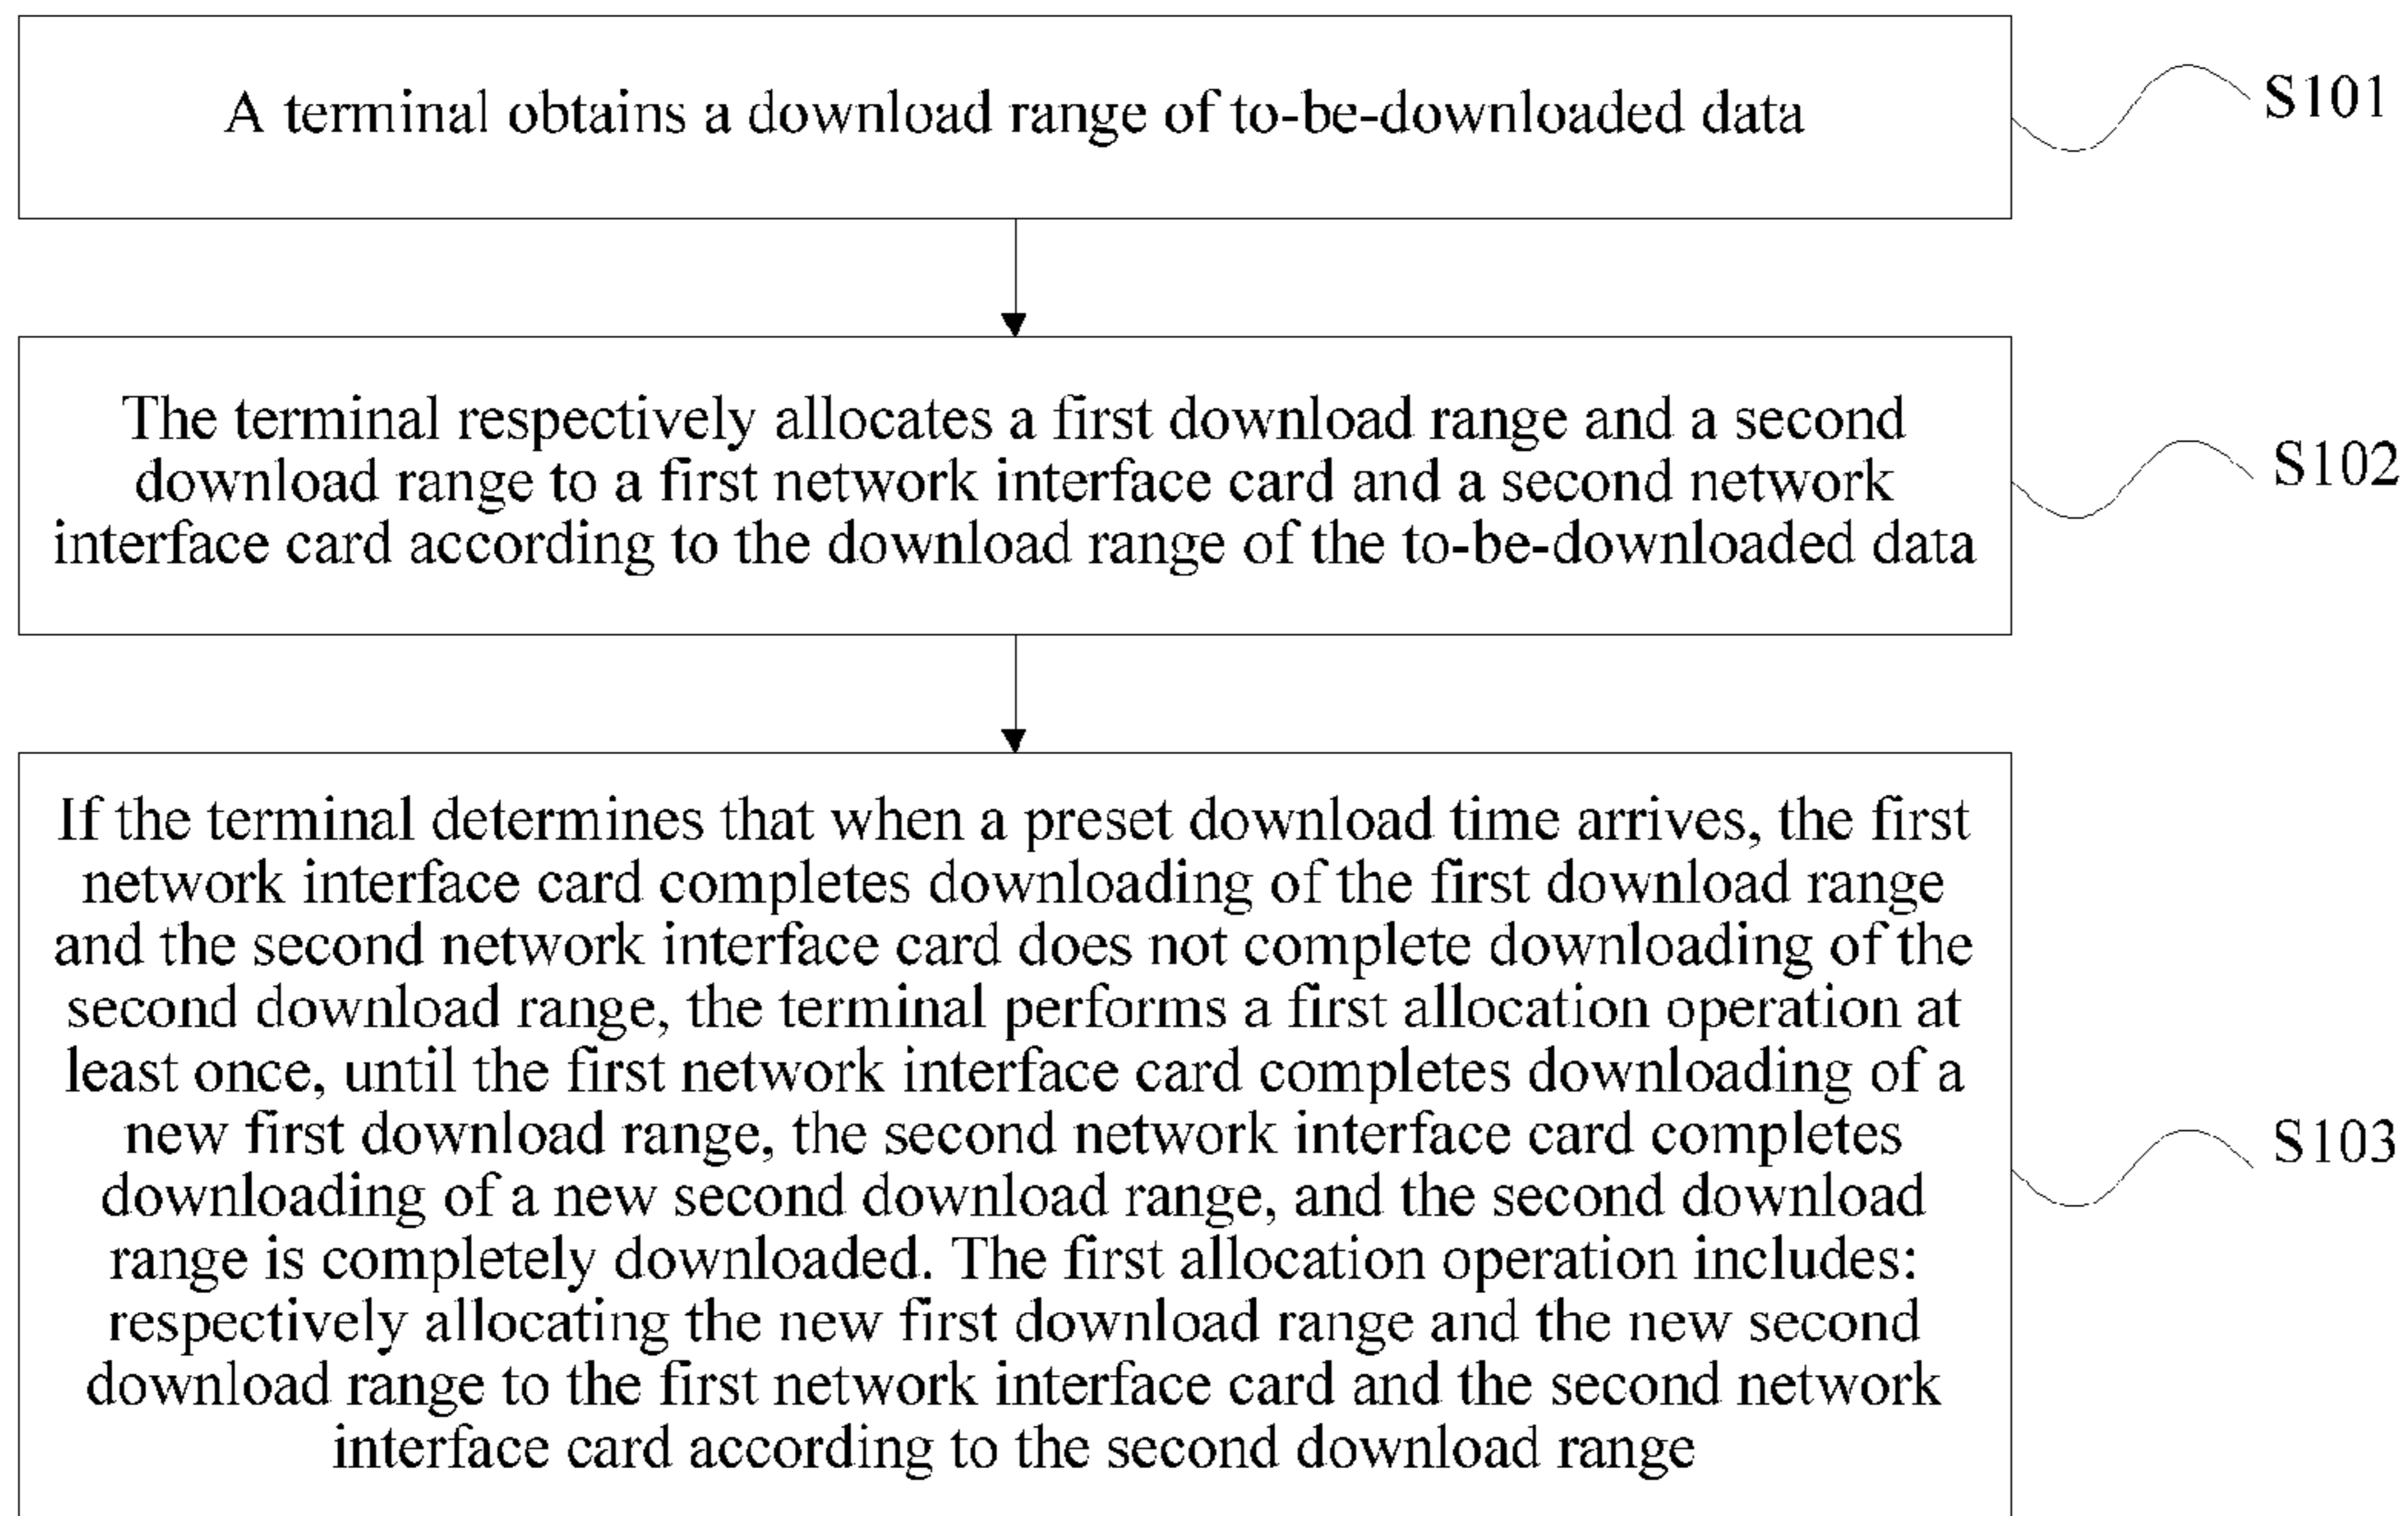 A terminal obtains a download range of to-be-downloaded data
S101
The terminal respectively allocates a first download range and a second
download range to a first network interface card and a second network
interface card according to the download range of the to-be-downloaded data
S102
If the terminal determines that when a preset download time arrives, the first
network interface card completes downloading of the first download range
and the second network interface card does not complete downloading of the
second download range, the terminal performs a first allocation operation at
least once, until the first network interface card completes downloading of a
new first download range, the second network interface card completes
downloading of a new second download range, and the second download
range is completely downloaded. The first allocation operation includes:
respectively allocating the new first download range and the new second
download range to the first network interface card and the second network
interface card according to the second download range
S103